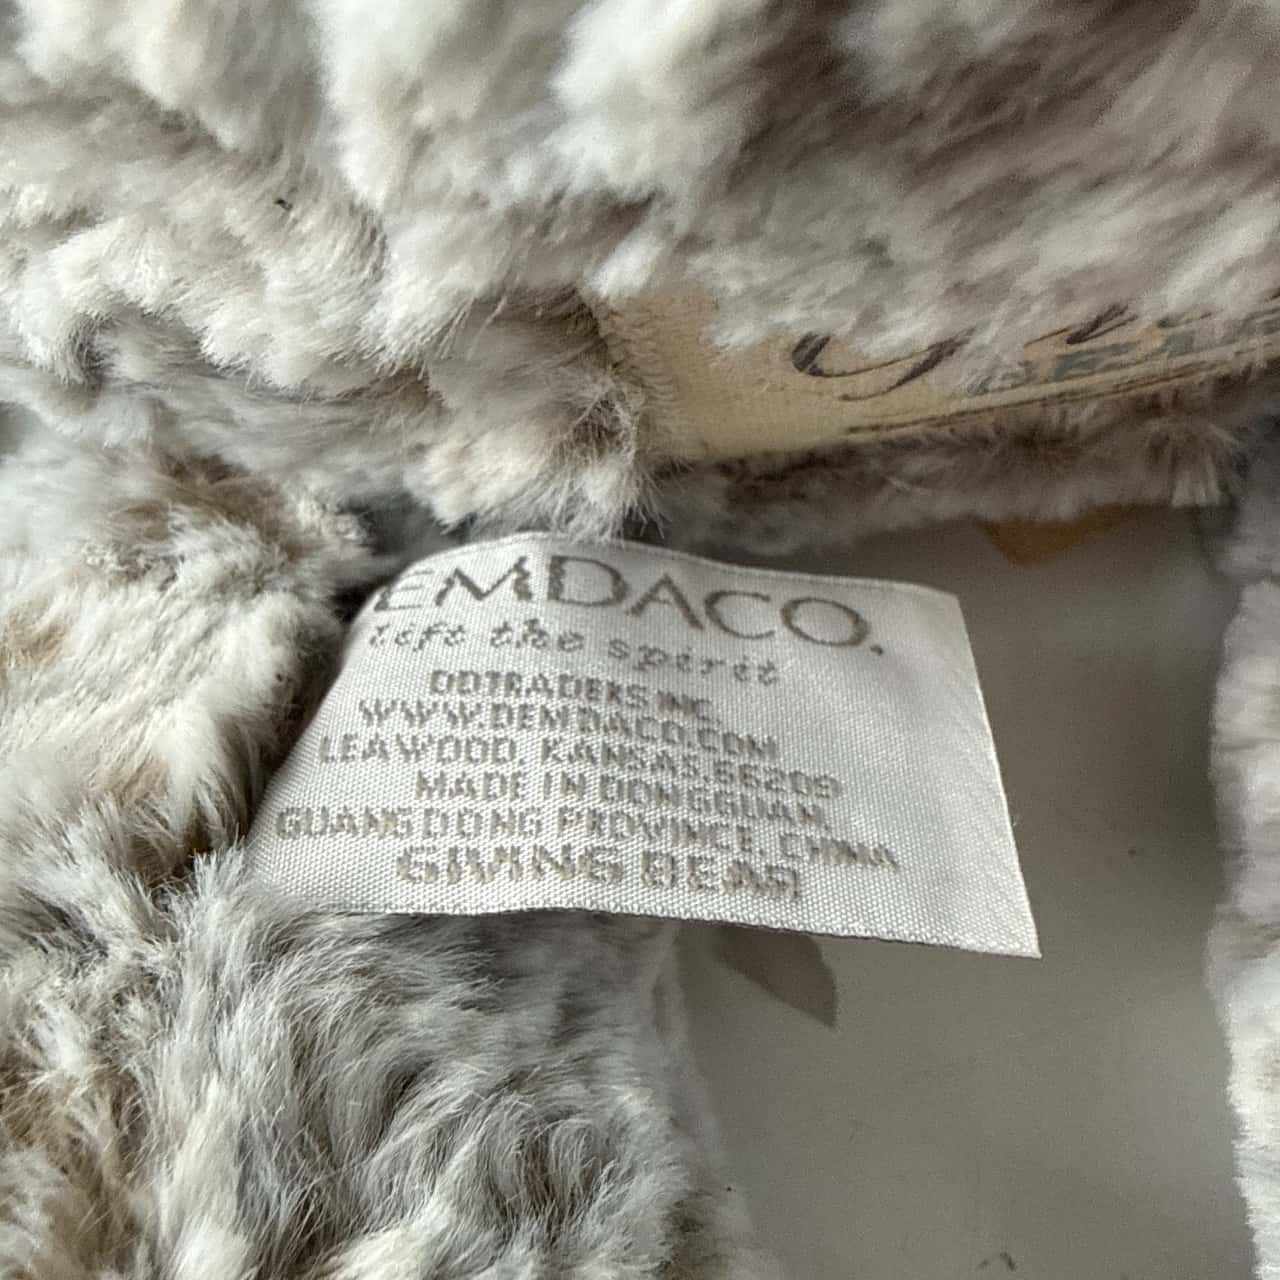 EMDACO.
lift the spirit
DDTRADERS, INC.
WWW.DEMDACO.COM
LEAWOOD, KANSAS.66209
MADE IN DONGGUAN,
GUANGDONG PROVINCE, CHINA
GIVING BEAR